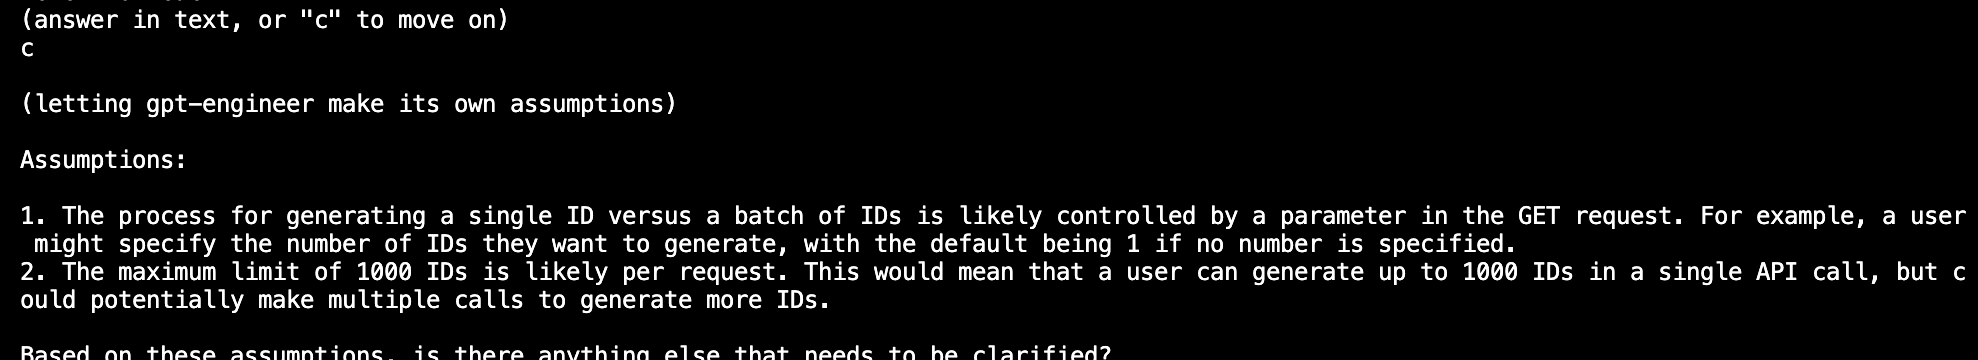 (answer in text, or "c" to move on)
c
(letting gpt-engineer make its own assumptions)
Assumptions:
1. The process for generating a single ID versus a batch of IDs is likely controlled by a parameter in the GET request. For example, a user
might specify the number of IDs they want to generate, with the default being 1 if no number is specified.
2. The maximum limit of 1000 IDs is likely per request. This would mean that a user can generate up to 1000 IDs in a single API call, but c
ould potentially make multiple calls to generate more IDs.
Based on these assumptions, is there anything else that needs to be clarified?